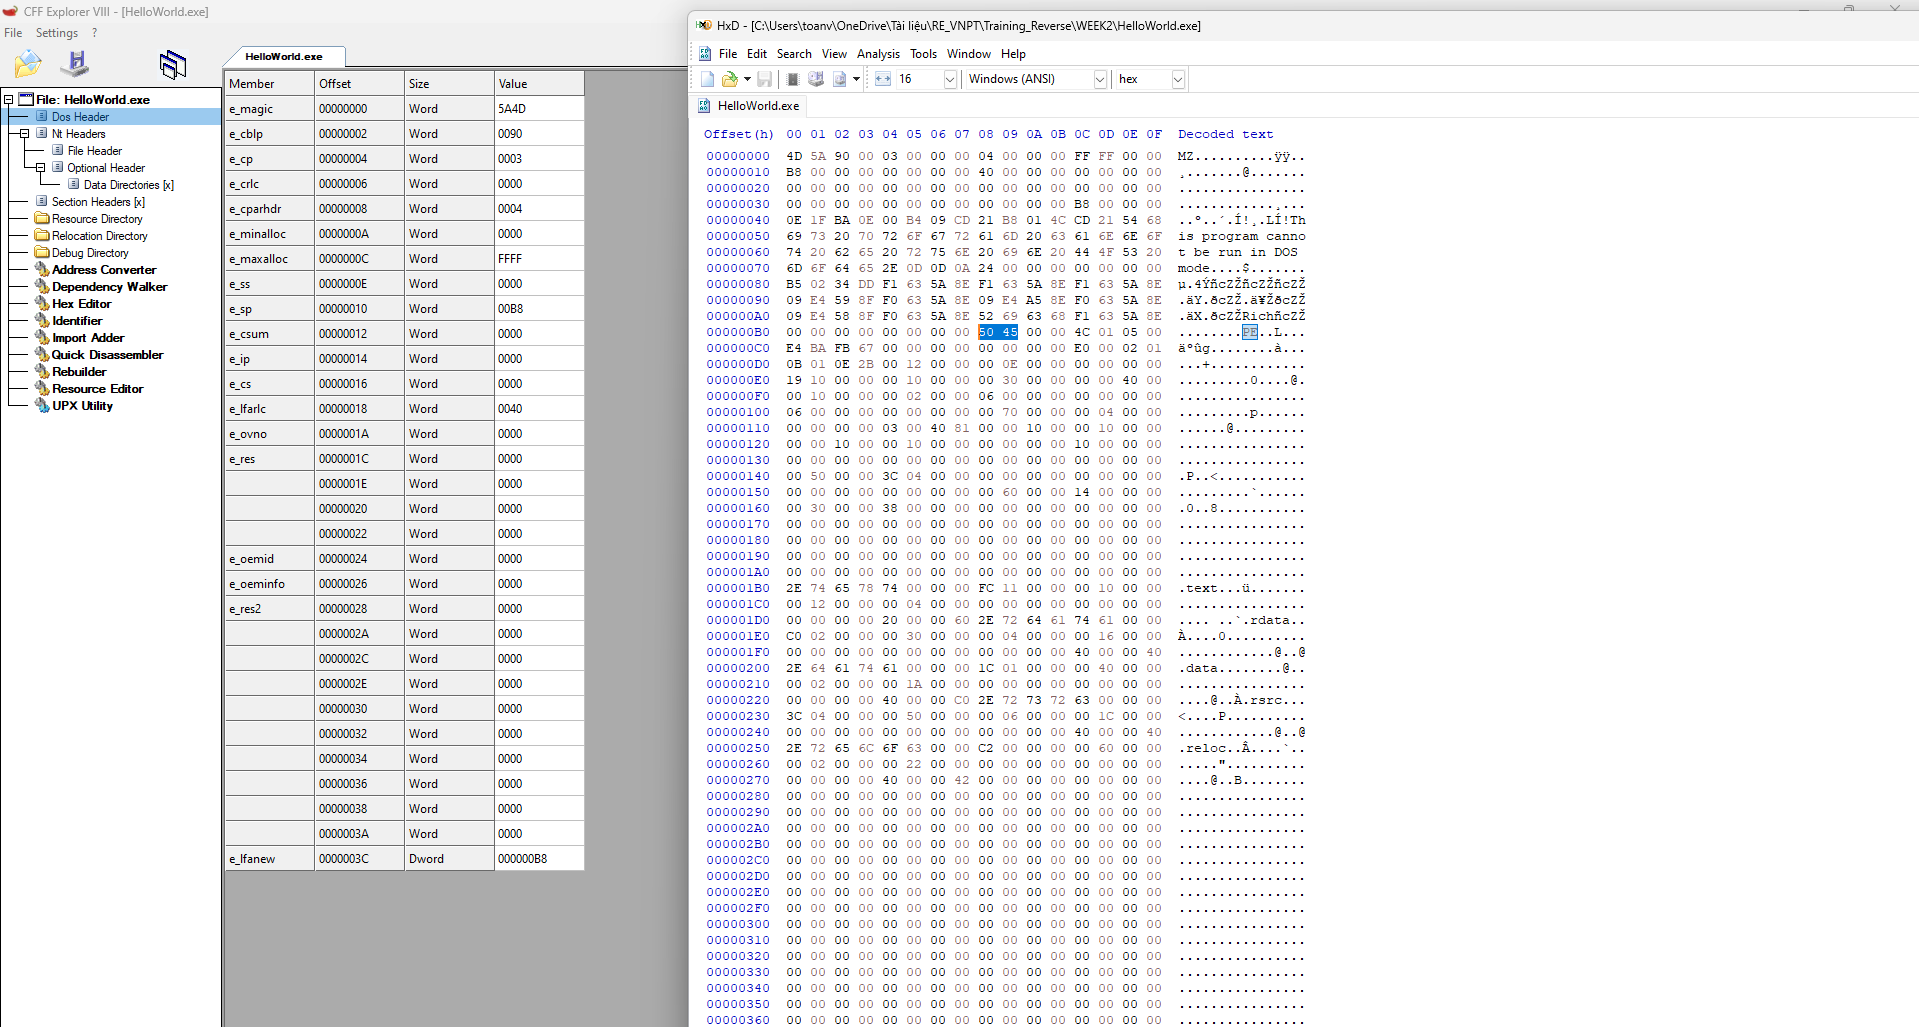 CFF Explorer VIII - [HelloWorld.exe]
File Settings ?
File: HelloWorld.exe
Dos Header
Nt Headers
File Header
Optional Header
Data Directories [x]
Section Headers [x]
Resource Directory
Relocation Directory
Debug Directory
Address Converter
Dependency Walker
Hex Editor
Identifier
Import Adder
Quick Disassembler
Rebuilder
Resource Editor
UPX Utility
HelloWorld.exe
Member Offset Size Value
e_magic 00000000 Word 5A4D
e_cblp 00000002 Word 0090
e_cp 00000004 Word 0003
e_crlc 00000006 Word 0000
e_cparhdr 00000008 Word 0004
e_minalloc 0000000A Word 0000
e_maxalloc 0000000C Word FFFF
e_ss 0000000E Word 0000
e_sp 00000010 Word 00B8
e_csum 00000012 Word 0000
e_ip 00000014 Word 0000
e_cs 00000016 Word 0000
e_lfarlc 00000018 Word 0040
e_ovno 0000001A Word 0000
e_res 0000001C Word 0000
0000001E Word 0000
00000020 Word 0000
00000022 Word 0000
e_oemid 00000024 Word 0000
e_oeminfo 00000026 Word 0000
e_res2 00000028 Word 0000
0000002A Word 0000
0000002C Word 0000
0000002E Word 0000
00000030 Word 0000
00000032 Word 0000
00000034 Word 0000
00000036 Word 0000
00000038 Word 0000
0000003A Word 0000
e_lfanew 0000003C Dword 000000B8
HxD - [C:\Users\toanv\OneDrive\Tài liệu\RE_VNPT\Training_Reverse\WEEK2\HelloWorld.exe]
File Edit Search View Analysis Tools Window Help
16 Windows (ANSI) hex
HelloWorld.exe
Offset(h) 00 01 02 03 04 05 06 07 08 09 0A 0B 0C 0D 0E 0F Decoded text
00000000 4D 5A 90 00 03 00 00 00 04 00 00 00 FF FF 00 00 MZ..........ÿÿ..
00000010 B8 00 00 00 00 00 00 00 40 00 00 00 00 00 00 00 ¸.......@.......
00000020 00 00 00 00 00 00 00 00 00 00 00 00 00 00 00 00 ................
00000030 00 00 00 00 00 00 00 00 00 00 00 00 B8 00 00 00 ............¸...
00000040 0E 1F BA 0E 00 B4 09 CD 21 B8 01 4C CD 21 54 68 ..º..´.Í!¸.LÍ!Th
00000050 69 73 20 70 72 6F 67 72 61 6D 20 63 61 6E 6E 6F is program canno
00000060 74 20 62 65 20 72 75 6E 20 69 6E 20 44 4F 53 20 t be run in DOS
00000070 6D 6F 64 65 2E 0D 0D 0A 24 00 00 00 00 00 00 00 mode....$.......
00000080 B5 02 34 DD F1 63 5A 8E F1 63 5A 8E F1 63 5A 8E µ.4ÝñcZŽñcZŽñcZŽ
00000090 09 E4 59 8F F0 63 5A 8E 09 E4 A5 8E F0 63 5A 8E .äY.ðcZŽ.ä¥ŽðcZŽ
000000A0 09 E4 58 8F F0 63 5A 8E 52 69 63 68 F1 63 5A 8E .äX.ðcZŽRichñcZŽ
000000B0 00 00 00 00 00 00 00 00 50 45 00 00 4C 01 05 00 ........PE..L...
000000C0 E4 BA FB 67 00 00 00 00 00 00 00 00 E0 00 02 01 äºûg........à...
000000D0 0B 01 0E 2B 00 12 00 00 00 0E 00 00 00 00 00 00 ...+............
000000E0 19 10 00 00 00 10 00 00 00 30 00 00 00 00 40 00 .........0....@.
000000F0 00 10 00 00 00 02 00 00 06 00 00 00 00 00 00 00 ................
00000100 06 00 00 00 00 00 00 00 00 70 00 00 00 04 00 00 .........p......
00000110 00 00 00 00 03 00 40 81 00 00 10 00 00 10 00 00 ......@.........
00000120 00 00 10 00 00 10 00 00 00 00 00 00 10 00 00 00 ................
00000130 00 00 00 00 00 00 00 00 00 00 00 00 00 00 00 00 ................
00000140 00 50 00 00 3C 04 00 00 00 00 00 00 00 00 00 00 .P..<...........
00000150 00 00 00 00 00 00 00 00 00 60 00 00 14 00 00 00 .........`......
00000160 00 30 00 00 38 00 00 00 00 00 00 00 00 00 00 00 .0..8...........
00000170 00 00 00 00 00 00 00 00 00 00 00 00 00 00 00 00 ................
00000180 00 00 00 00 00 00 00 00 00 00 00 00 00 00 00 00 ................
00000190 00 00 00 00 00 00 00 00 00 00 00 00 00 00 00 00 ................
000001A0 00 00 00 00 00 00 00 00 00 00 00 00 00 00 00 00 ................
000001B0 2E 74 65 78 74 00 00 00 FC 11 00 00 00 10 00 00 .text...ü.......
000001C0 00 12 00 00 00 04 00 00 00 00 00 00 00 00 00 00 ................
000001D0 00 00 00 00 20 00 00 60 2E 72 64 61 74 61 00 00 .... ..`.rdata..
000001E0 C0 02 00 00 00 30 00 00 00 04 00 00 00 16 00 00 À....0..........
000001F0 00 00 00 00 00 00 00 00 00 00 00 00 40 00 00 40 ............@..@
00000200 2E 64 61 74 61 00 00 00 1C 01 00 00 00 40 00 00 .data........@..
00000210 00 02 00 00 00 1A 00 00 00 00 00 00 00 00 00 00 ................
00000220 00 00 00 00 40 00 00 C0 2E 72 73 72 63 00 00 00 ....@..À.rsrc...
00000230 3C 04 00 00 00 50 00 00 00 06 00 00 00 1C 00 00 <....P..........
00000240 00 00 00 00 00 00 00 00 00 00 00 00 40 00 00 40 ............@..@
00000250 2E 72 65 6C 6F 63 00 00 C2 00 00 00 00 60 00 00 .reloc..Â....`..
00000260 00 02 00 00 00 22 00 00 00 00 00 00 00 00 00 00 ....."..........
00000270 00 00 00 00 40 00 00 42 00 00 00 00 00 00 00 00 ....@..B........
00000280 00 00 00 00 00 00 00 00 00 00 00 00 00 00 00 00 ................
00000290 00 00 00 00 00 00 00 00 00 00 00 00 00 00 00 00 ................
000002A0 00 00 00 00 00 00 00 00 00 00 00 00 00 00 00 00 ................
000002B0 00 00 00 00 00 00 00 00 00 00 00 00 00 00 00 00 ................
000002C0 00 00 00 00 00 00 00 00 00 00 00 00 00 00 00 00 ................
000002D0 00 00 00 00 00 00 00 00 00 00 00 00 00 00 00 00 ................
000002E0 00 00 00 00 00 00 00 00 00 00 00 00 00 00 00 00 ................
000002F0 00 00 00 00 00 00 00 00 00 00 00 00 00 00 00 00 ................
00000300 00 00 00 00 00 00 00 00 00 00 00 00 00 00 00 00 ................
00000310 00 00 00 00 00 00 00 00 00 00 00 00 00 00 00 00 ................
00000320 00 00 00 00 00 00 00 00 00 00 00 00 00 00 00 00 ................
00000330 00 00 00 00 00 00 00 00 00 00 00 00 00 00 00 00 ................
00000340 00 00 00 00 00 00 00 00 00 00 00 00 00 00 00 00 ................
00000350 00 00 00 00 00 00 00 00 00 00 00 00 00 00 00 00 ................
00000360 00 00 00 00 00 00 00 00 00 00 00 00 00 00 00 00 ................